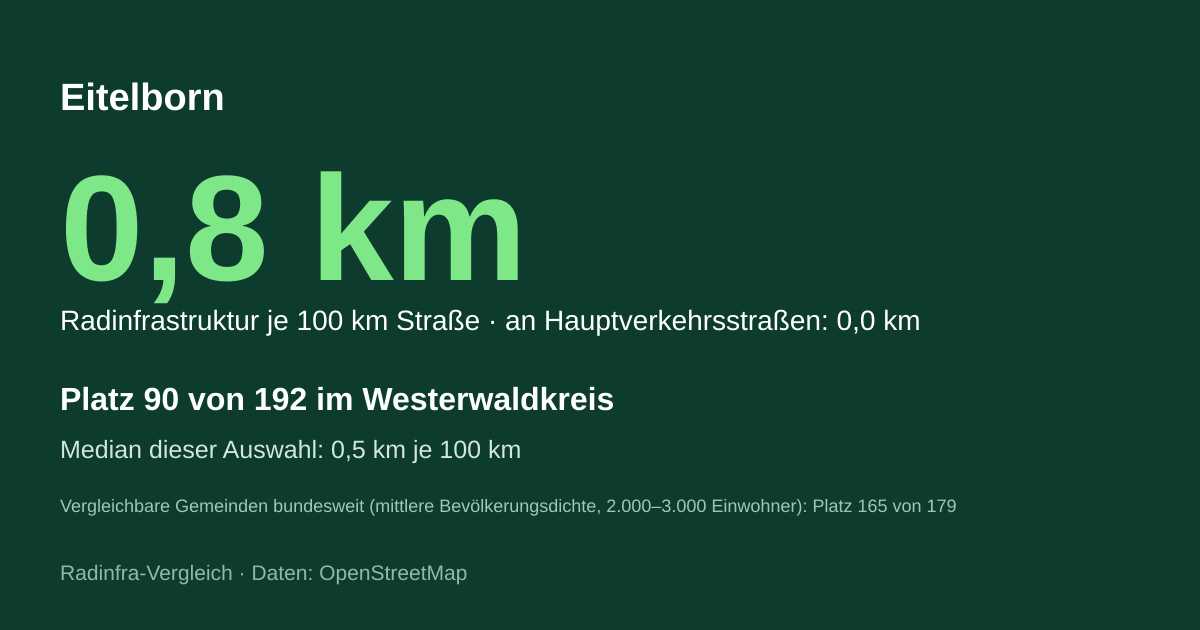 Eitelborn
0,8 km
Radinfrastruktur je 100 km Straße · an Hauptverkehrsstraßen: 0,0 km
Platz 90 von 192 im Westerwaldkreis
Median dieser Auswahl: 0,5 km je 100 km
Vergleichbare Gemeinden bundesweit (mittlere Bevölkerungsdichte, 2.000–3.000 Einwohner): Platz 165 von 179
Radinfra-Vergleich · Daten: OpenStreetMap